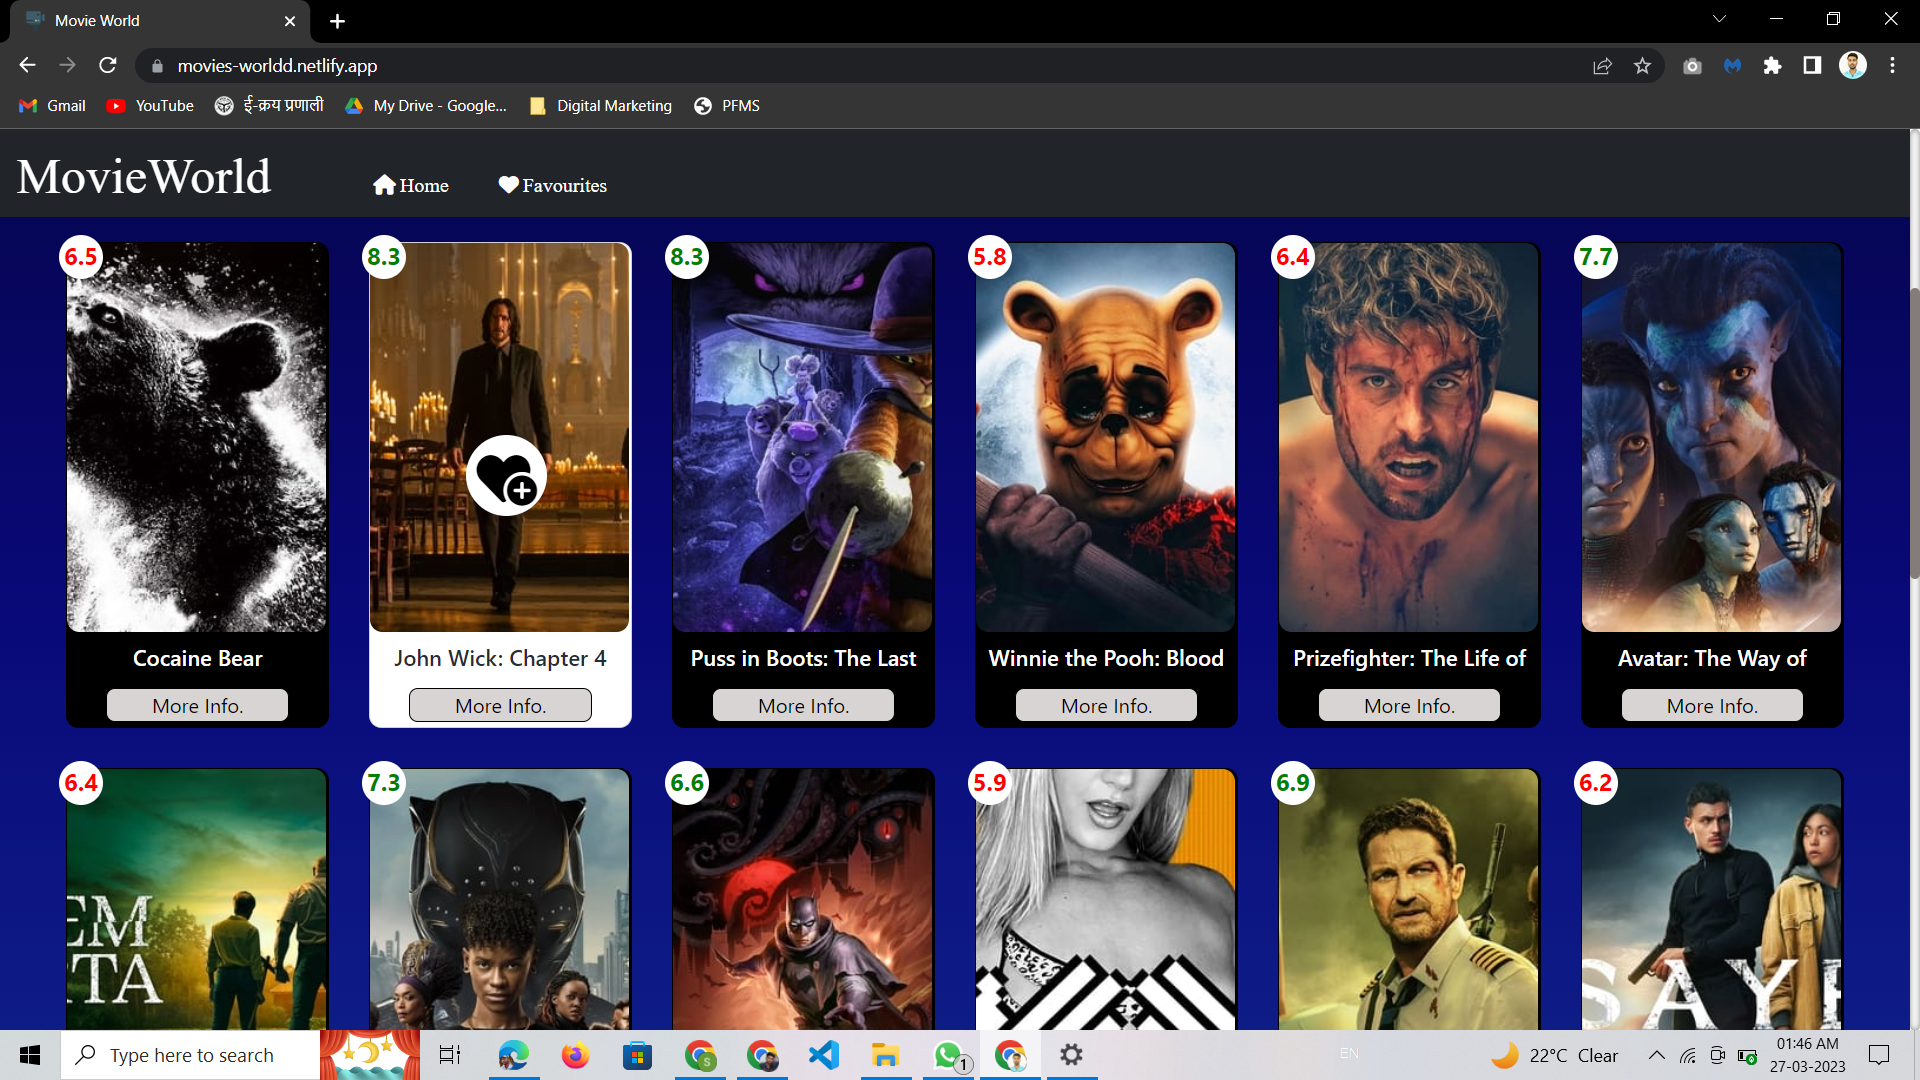 Movie World
movies-worldd.netlify.app
Gmail
YouTube
ई-क्रय प्रणाली
My Drive - Google...
Digital Marketing
PFMS
MovieWorld
Home
Favourites
6.5
8.3
8.3
5.8
6.4
7.7
Cocaine Bear
John Wick: Chapter 4
Puss in Boots: The Last
Winnie the Pooh: Blood
Prizefighter: The Life of
Avatar: The Way of
More Info.
More Info.
More Info.
More Info.
More Info.
More Info.
6.4
7.3
6.6
5.9
6.9
6.2
EM
RTA
SAYE
Type here to search
S
1
EN
22°C Clear
01:46 AM
27-03-2023